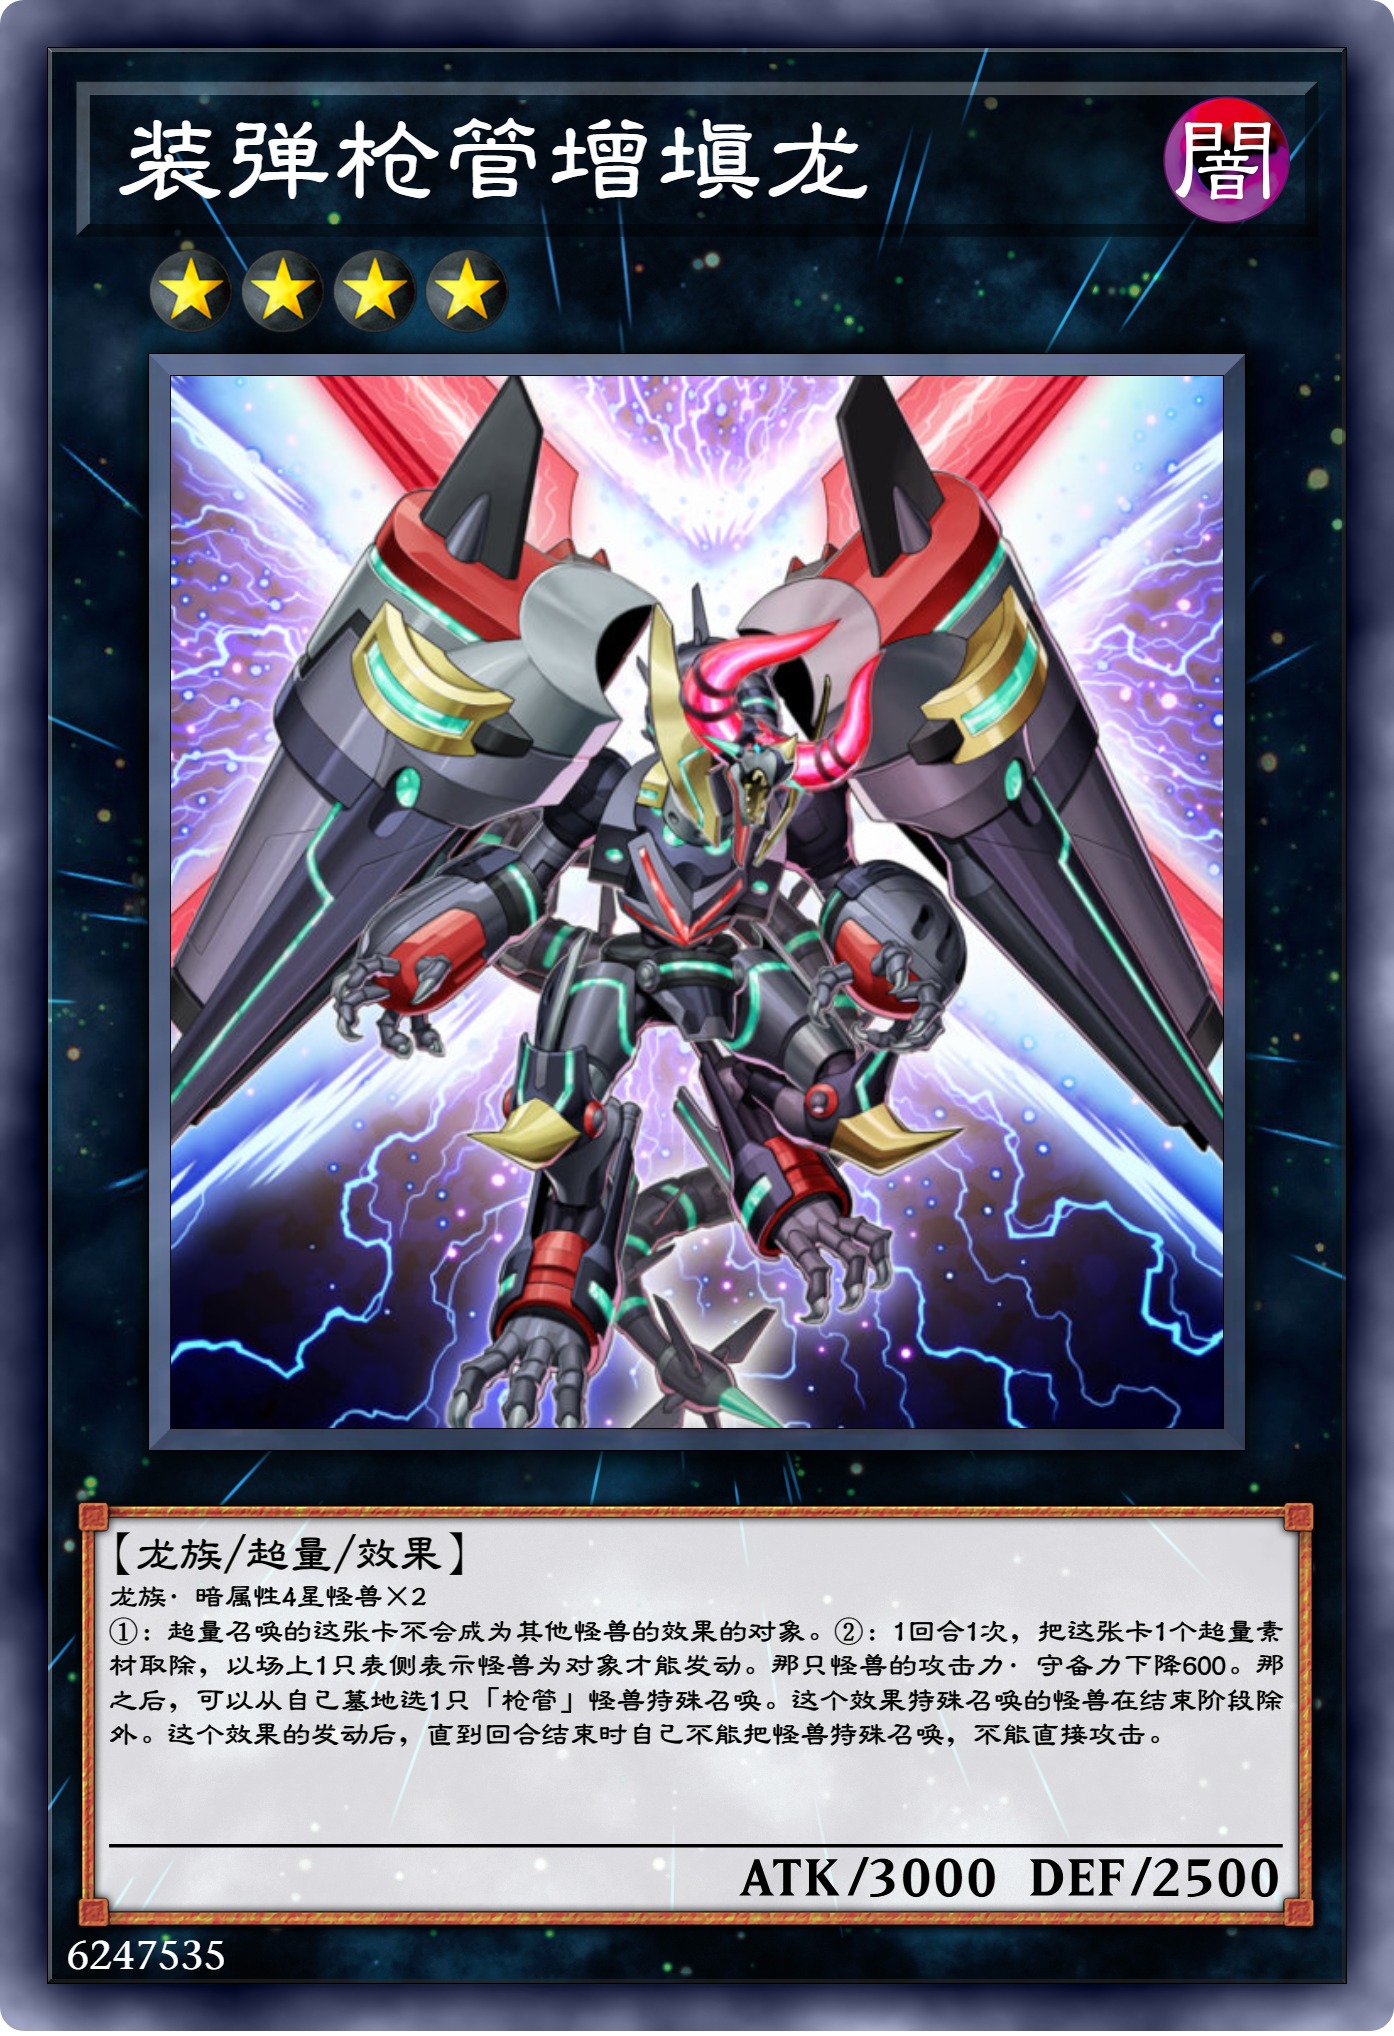 装弹枪管增填龙
闇
【龙族/超量/效果】
龙族·暗属性4星怪兽×2
①：超量召唤的这张卡不会成为其他怪兽的效果的对象。②：1回合1次，把这张卡1个超量素
材取除，以场上1只表侧表示怪兽为对象才能发动。那只怪兽的攻击力·守备力下降600。那
之后，可以从自己墓地选1只「枪管」怪兽特殊召唤。这个效果特殊召唤的怪兽在结束阶段除
外。这个效果的发动后，直到回合结束时自己不能把怪兽特殊召唤，不能直接攻击。
ATK/3000 DEF/2500
6247535